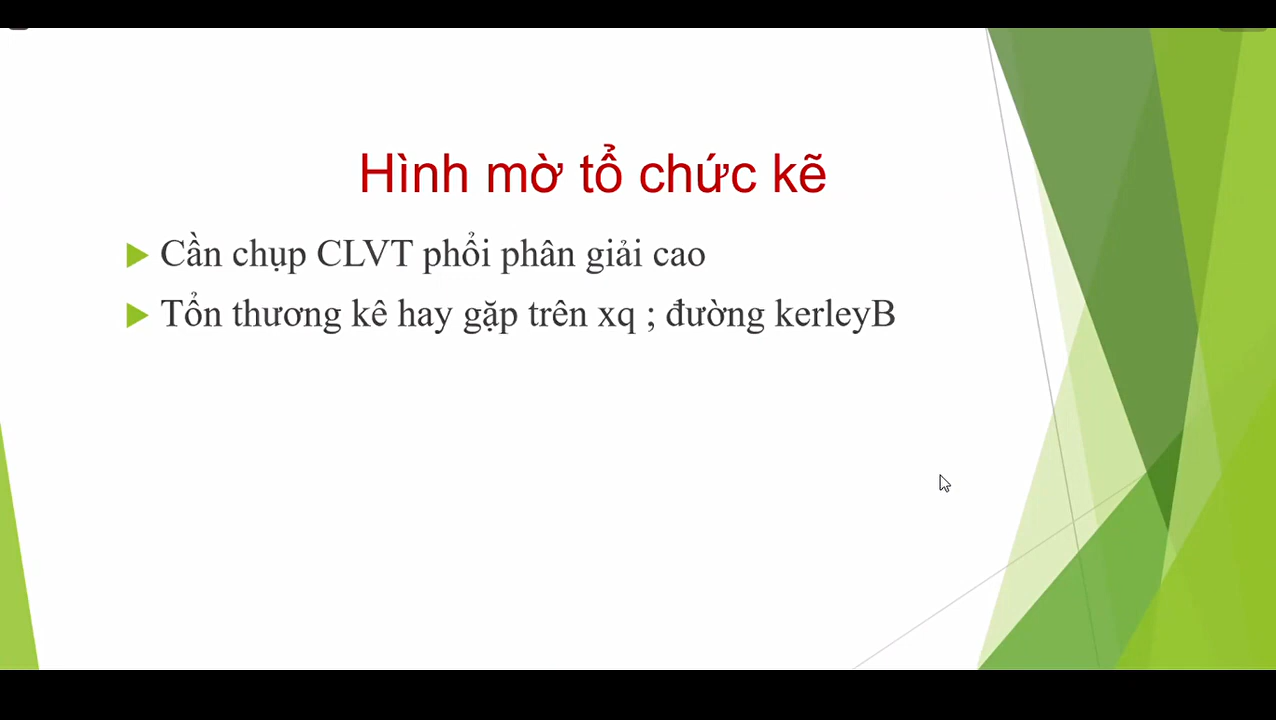 Hình mờ tổ chức kẽ
Cần chụp CLVT phổi phân giải cao
Tổn thương kê hay gặp trên xq ; đường kerleyB